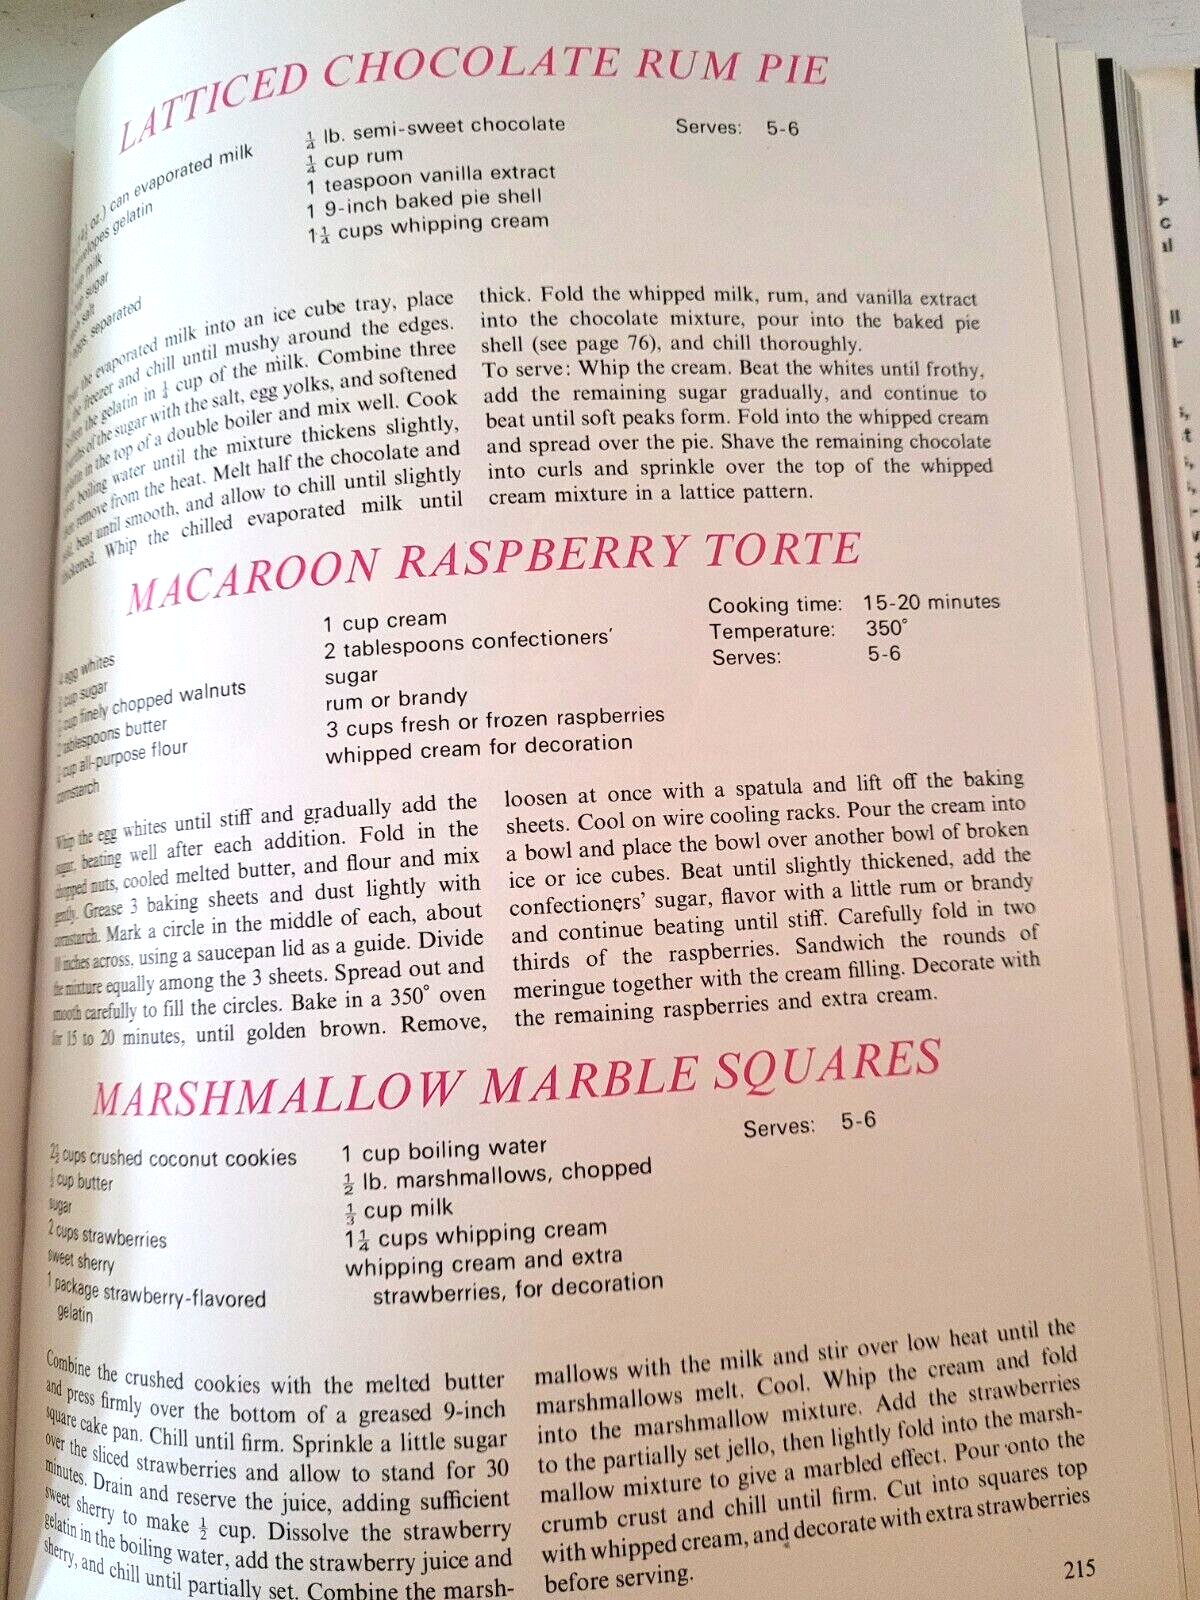 LATTICED CHOCOLATE RUM PIE
oz.) can evaporated milk
envelopes gelatin
milk
sugar
salt
eggs, separated
¼ lb. semi-sweet chocolate
¼ cup rum
1 teaspoon vanilla extract
1 9-inch baked pie shell
1¼ cups whipping cream
Serves: 5-6
the evaporated milk into an ice cube tray, place
the freezer and chill until mushy around the edges.
the gelatin in ¼ cup of the milk. Combine three
of the sugar with the salt, egg yolks, and softened
in the top of a double boiler and mix well. Cook
boiling water until the mixture thickens slightly,
remove from the heat. Melt half the chocolate and
beat until smooth, and allow to chill until slightly
thickened. Whip the chilled evaporated milk until
thick. Fold the whipped milk, rum, and vanilla extract
into the chocolate mixture, pour into the baked pie
shell (see page 76), and chill thoroughly.
To serve: Whip the cream. Beat the whites until frothy,
add the remaining sugar gradually, and continue to
beat until soft peaks form. Fold into the whipped cream
and spread over the pie. Shave the remaining chocolate
into curls and sprinkle over the top of the whipped
cream mixture in a lattice pattern.
MACAROON RASPBERRY TORTE
egg whites
cup sugar
cup finely chopped walnuts
tablespoons butter
cup all-purpose flour
cornstarch
1 cup cream
2 tablespoons confectioners'
sugar
rum or brandy
3 cups fresh or frozen raspberries
whipped cream for decoration
Cooking time: 15-20 minutes
Temperature: 350°
Serves: 5-6
Whip the egg whites until stiff and gradually add the
sugar, beating well after each addition. Fold in the
chopped nuts, cooled melted butter, and flour and mix
gently. Grease 3 baking sheets and dust lightly with
cornstarch. Mark a circle in the middle of each, about
10 inches across, using a saucepan lid as a guide. Divide
the mixture equally among the 3 sheets. Spread out and
smooth carefully to fill the circles. Bake in a 350° oven
for 15 to 20 minutes, until golden brown. Remove,
loosen at once with a spatula and lift off the baking
sheets. Cool on wire cooling racks. Pour the cream into
a bowl and place the bowl over another bowl of broken
ice or ice cubes. Beat until slightly thickened, add the
confectioners' sugar, flavor with a little rum or brandy
and continue beating until stiff. Carefully fold in two
thirds of the raspberries. Sandwich the rounds of
meringue together with the cream filling. Decorate with
the remaining raspberries and extra cream.
MARSHMALLOW MARBLE SQUARES
2½ cups crushed coconut cookies
cup butter
sugar
2 cups strawberries
sweet sherry
1 package strawberry-flavored
gelatin
1 cup boiling water
½ lb. marshmallows, chopped
⅓ cup milk
1¼ cups whipping cream
whipping cream and extra
strawberries, for decoration
Serves: 5-6
Combine the crushed cookies with the melted butter
and press firmly over the bottom of a greased 9-inch
square cake pan. Chill until firm. Sprinkle a little sugar
over the sliced strawberries and allow to stand for 30
minutes. Drain and reserve the juice, adding sufficient
sweet sherry to make ½ cup. Dissolve the strawberry
gelatin in the boiling water, add the strawberry juice and
sherry, and chill until partially set. Combine the marsh-
mallows with the milk and stir over low heat until the
marshmallows melt. Cool. Whip the cream and fold
into the marshmallow mixture. Add the strawberries
to the partially set jello, then lightly fold into the marsh-
mallow mixture to give a marbled effect. Pour onto the
crumb crust and chill until firm. Cut into squares top
with whipped cream, and decorate with extra strawberries
before serving.
215